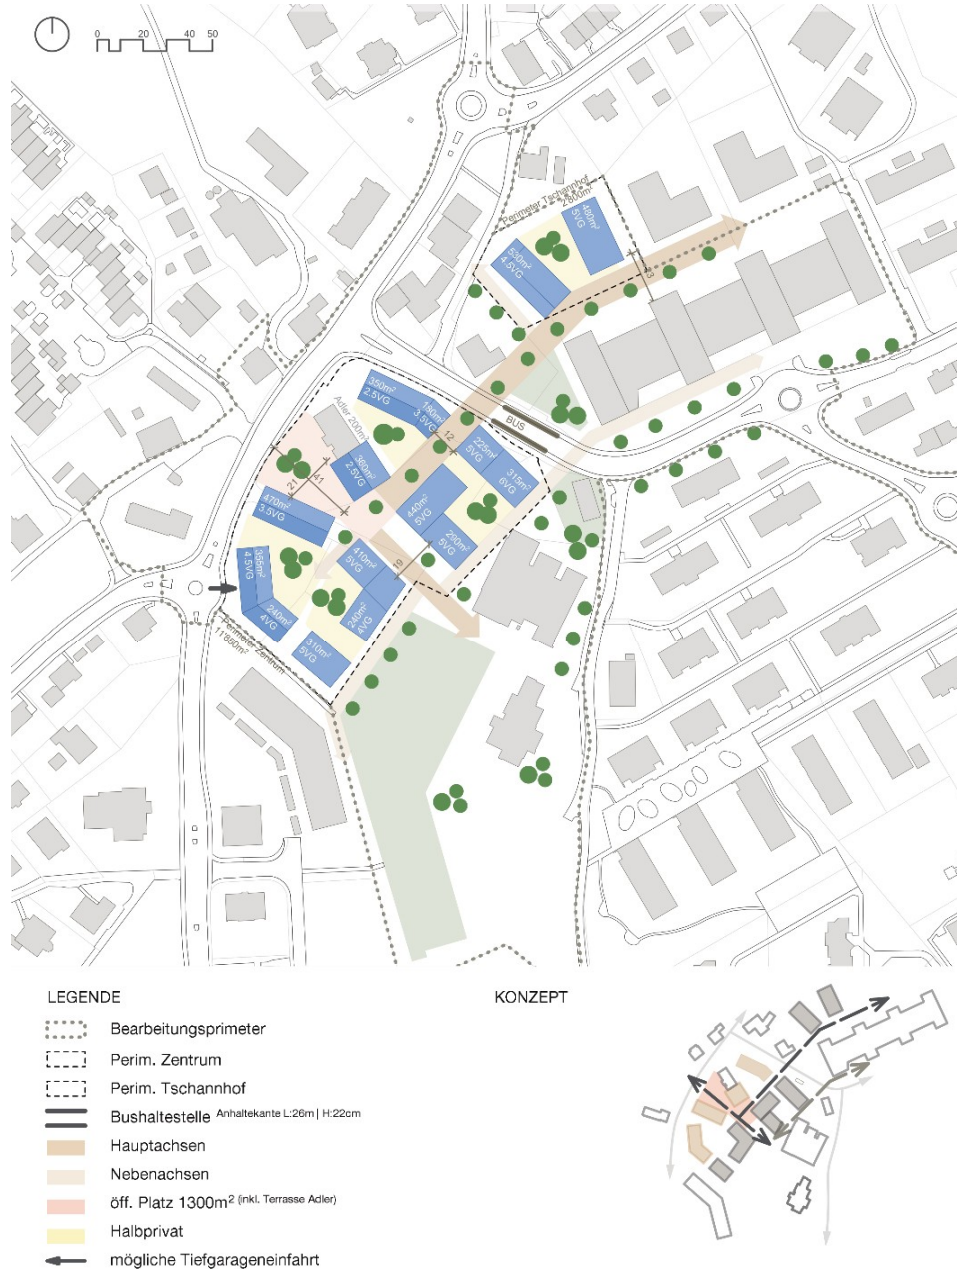 0 20 40 50
Perimeter Tschannhof
2'800m²
480m²
5VG
530m²
4.5VG
13
350m²
2.5VG
180m²
3.5VG
Adler 200m²
BUS
12
225m²
5VG
315m²
6VG
360m²
2.5VG
21
41
470m²
3.5VG
440m²
5VG
290m²
5VG
19
410m²
5VG
355m²
4.5VG
240m²
4VG
240m²
4VG
310m²
5VG
Perimeter Zentrum
11'850m²
LEGENDE
KONZEPT
Bearbeitungsprimeter
Perim. Zentrum
Perim. Tschannhof
Bushaltestelle Anhaltekante L:26m | H:22cm
Hauptachsen
Nebenachsen
öff. Platz 1300m² (inkl. Terrasse Adler)
Halbprivat
mögliche Tiefgarageneinfahrt